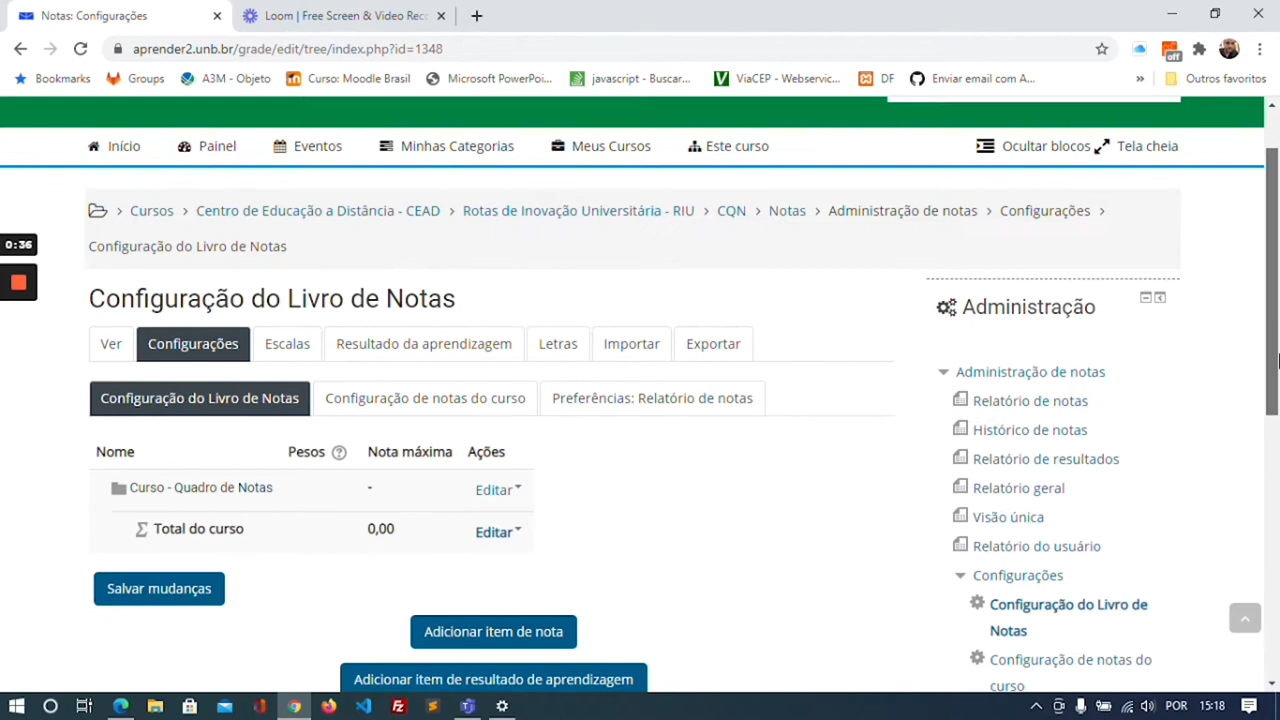 Notas: Configurações
Loom | Free Screen & Video Rec
aprender2.unb.br/grade/edit/tree/index.php?id=1348
off
Bookmarks
Groups
A3M - Objeto
Curso: Moodle Brasil
Microsoft PowerPoi...
javascript - Buscar...
ViaCEP - Webservic...
DF
Enviar email com A...
»
Outros favoritos
Início
Painel
Eventos
Minhas Categorias
Meus Cursos
Este curso
Ocultar blocos
Tela cheia
Cursos > Centro de Educação a Distância - CEAD > Rotas de Inovação Universitária - RIU > CQN > Notas > Administração de notas > Configurações >
Configuração do Livro de Notas
0:36
Configuração do Livro de Notas
Ver
Configurações
Escalas
Resultado da aprendizagem
Letras
Importar
Exportar
Configuração do Livro de Notas
Configuração de notas do curso
Preferências: Relatório de notas
Nome Pesos ? Nota máxima Ações
Curso - Quadro de Notas - Editar
Σ Total do curso 0,00 Editar
Salvar mudanças
Adicionar item de nota
Adicionar item de resultado de aprendizagem
Administração
Administração de notas
Relatório de notas
Histórico de notas
Relatório de resultados
Relatório geral
Visão única
Relatório do usuário
Configurações
Configuração do Livro de
Notas
Configuração de notas do
curso
POR
15:18